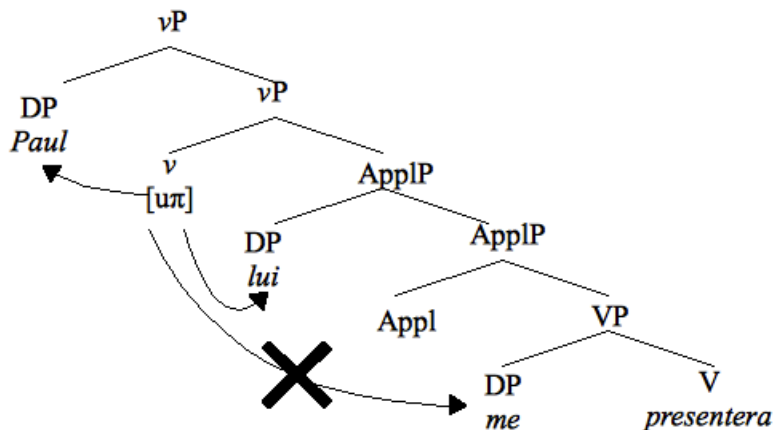 vP
DP
Paul
vP
v
[uπ]
ApplP
DP
lui
ApplP
Appl
VP
DP
me
V
presentera